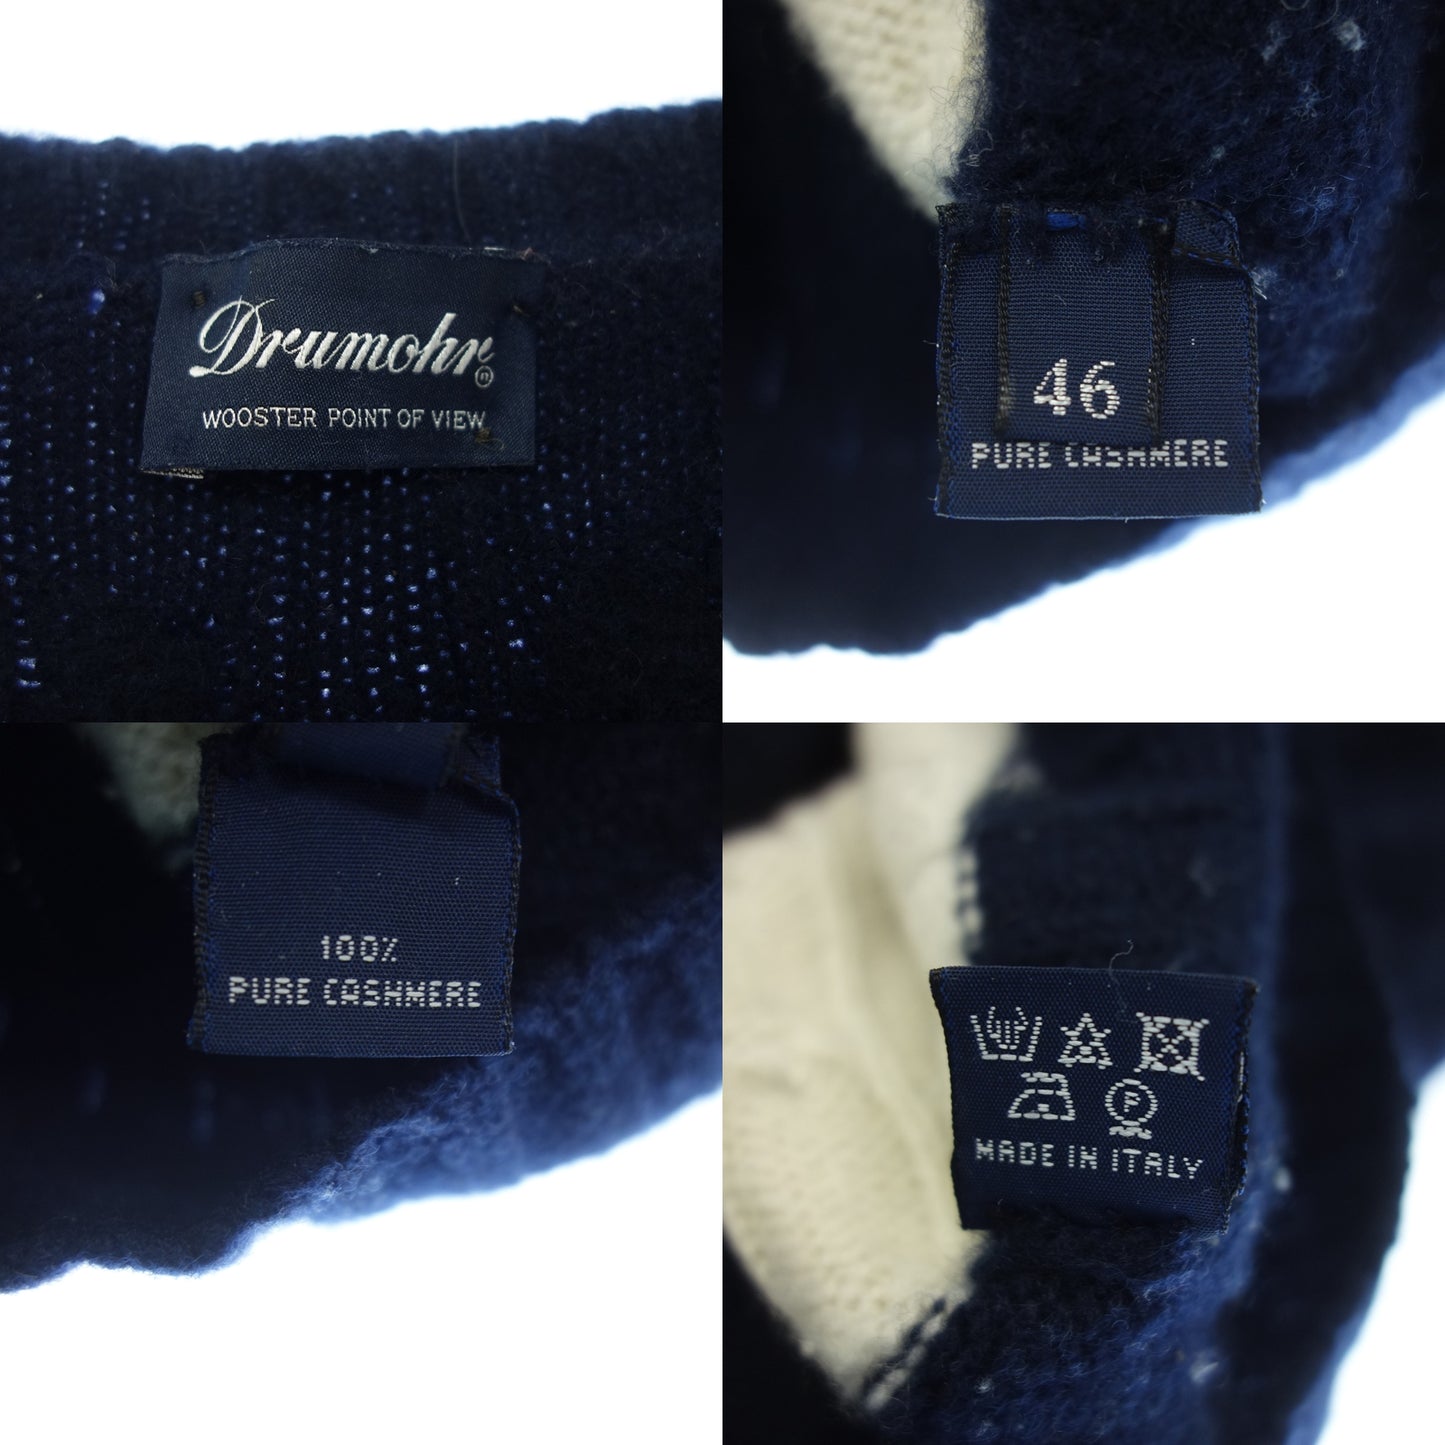 Drumohr®
WOOSTER POINT OF VIEW
46
PURE CASHMERE
100%
PURE CASHMERE
P
MADE IN ITALY